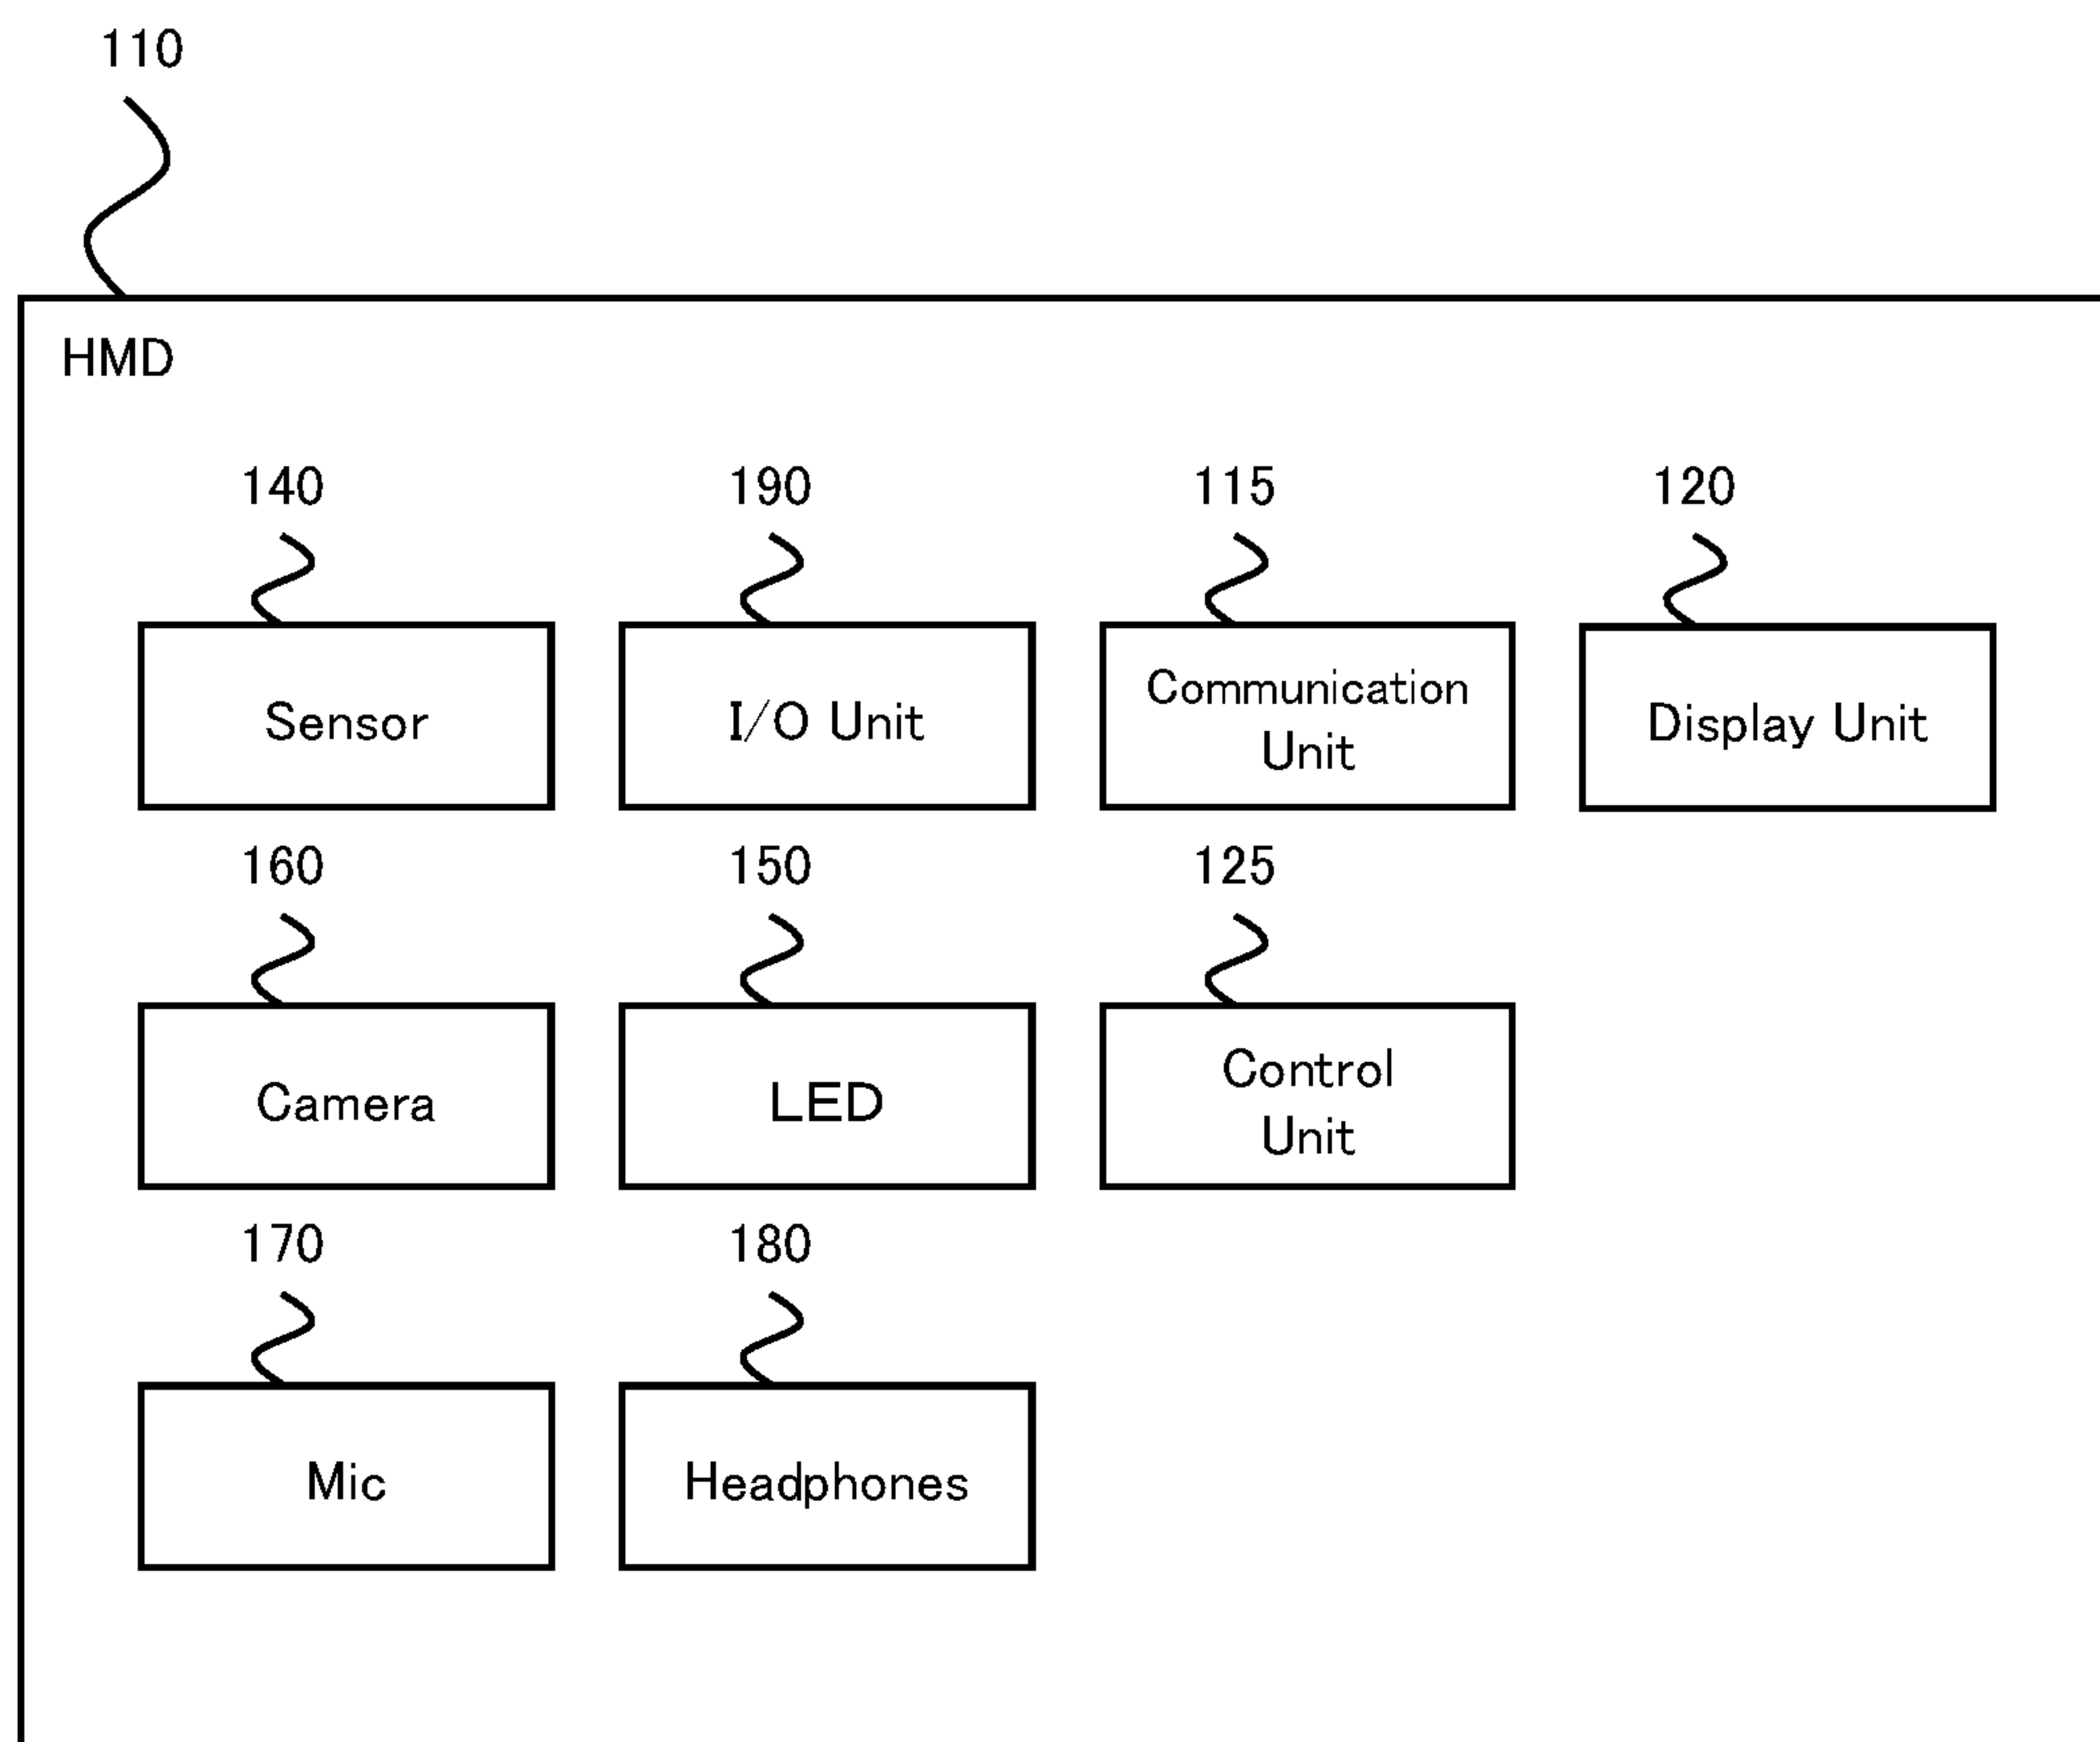 110
HMD
140
190
115
120
Sensor
I/O Unit
Communication
Unit
Display Unit
160
150
125
Camera
LED
Control
Unit
170
180
Mic
Headphones